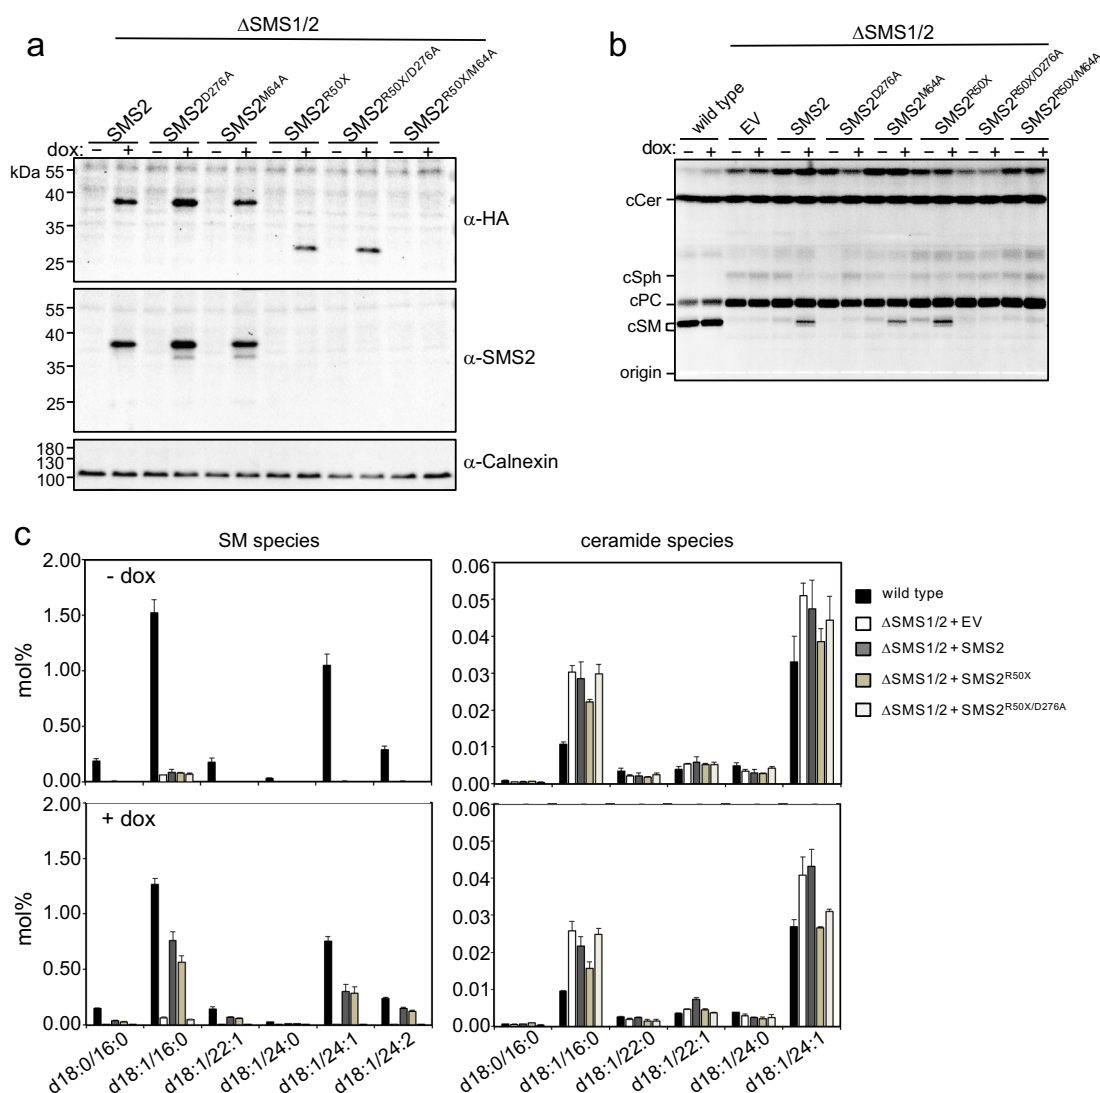 a
ΔSMS1/2
SMS2
SMS2D276A
SMS2M64A
SMS2R50X
SMS2R50X/D276A
SMS2R50X/M64A
dox: – + – + – + – + – + – +
kDa
55
40
35
25
α-HA
55
40
35
25
α-SMS2
180
130
100
α-Calnexin
b
ΔSMS1/2
wild type
EV
SMS2
SMS2D276A
SMS2M64A
SMS2R50X
SMS2R50X/D276A
SMS2R50X/M64A
dox: – + – + – + – + – + – + – + – +
cCer
cSph
cPC
cSM
origin
c
SM species
- dox
mol%
2.00
1.50
1.00
0.50
0.00
ceramide species
0.06
0.05
0.04
0.03
0.02
0.01
0.00
wild type
ΔSMS1/2 + EV
ΔSMS1/2 + SMS2
ΔSMS1/2 + SMS2R50X
ΔSMS1/2 + SMS2R50X/D276A
+ dox
mol%
2.00
1.50
1.00
0.50
0.00
d18:0/16:0
d18:1/16:0
d18:1/22:1
d18:1/24:0
d18:1/24:1
d18:1/24:2
0.06
0.05
0.04
0.03
0.02
0.01
0.00
d18:0/16:0
d18:1/16:0
d18:1/22:0
d18:1/22:1
d18:1/24:0
d18:1/24:1